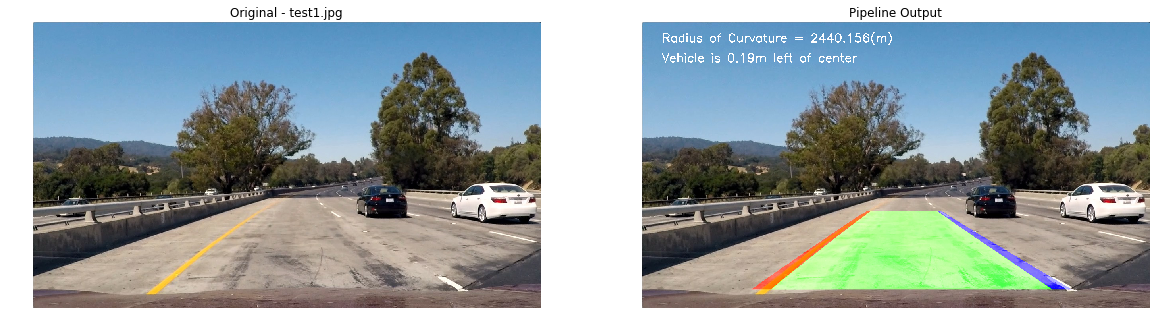 Original - test1.jpg
Pipeline Output
Radius of Curvature = 2440.156(m)
Vehicle is 0.19m left of center